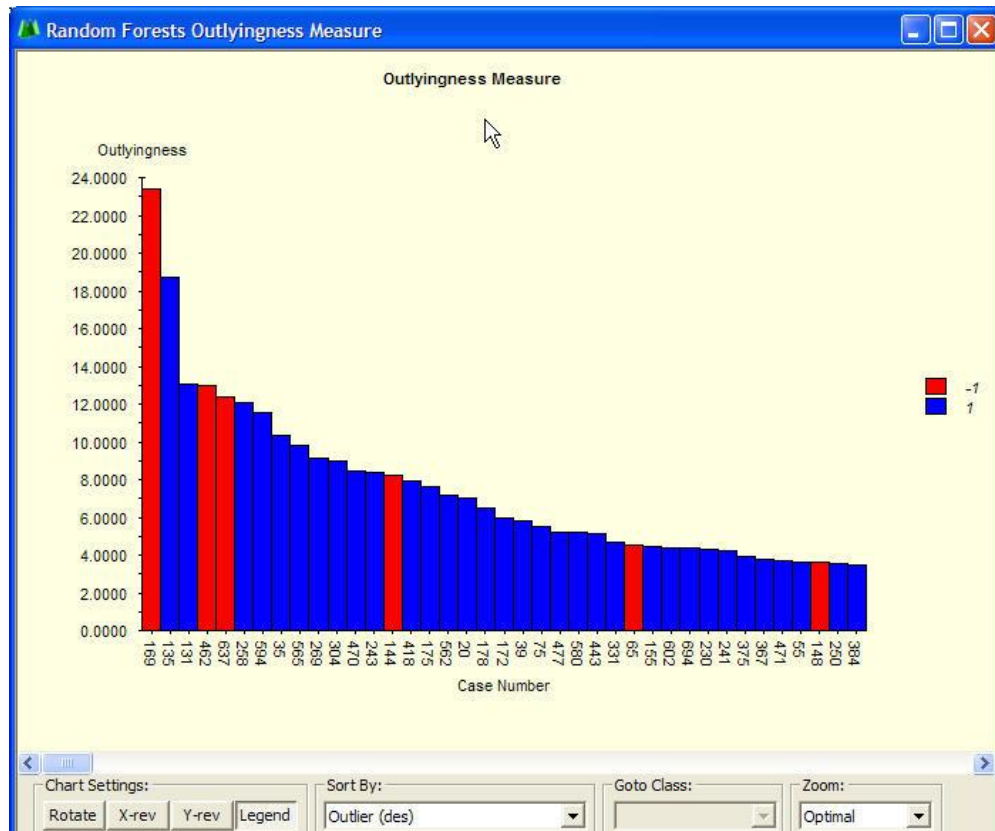 Random Forests Outlyingness Measure
Outlyingness Measure
Outlyingness
24.0000
22.0000
20.0000
18.0000
16.0000
14.0000
12.0000
10.0000
8.0000
6.0000
4.0000
2.0000
0.0000
-1
1
169 135 131 462 637 258 594 35 565 269 304 470 243 144 418 175 562 20 178 172 39 75 477 580 443 331 65 155 602 694 230 241 375 367 471 55 148 250 384
Case Number
Chart Settings: Sort By: Goto Class: Zoom:
Rotate X-rev Y-rev Legend Outlier (des) Optimal